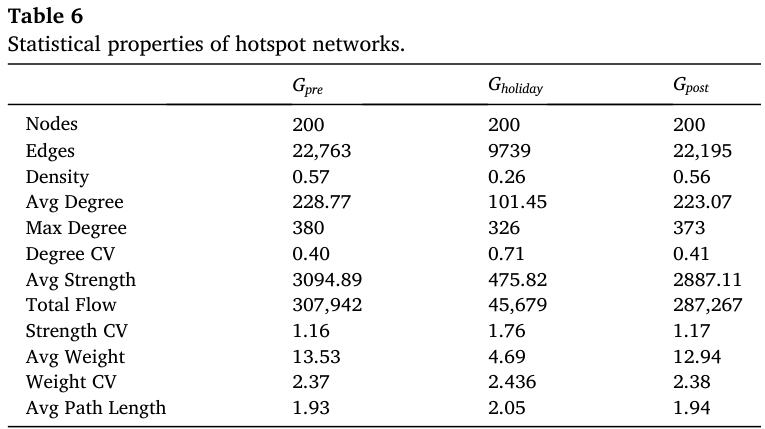 Table 6
Statistical properties of hotspot networks.
Gpre Gholiday Gpost
Nodes 200 200 200
Edges 22,763 9739 22,195
Density 0.57 0.26 0.56
Avg Degree 228.77 101.45 223.07
Max Degree 380 326 373
Degree CV 0.40 0.71 0.41
Avg Strength 3094.89 475.82 2887.11
Total Flow 307,942 45,679 287,267
Strength CV 1.16 1.76 1.17
Avg Weight 13.53 4.69 12.94
Weight CV 2.37 2.436 2.38
Avg Path Length 1.93 2.05 1.94